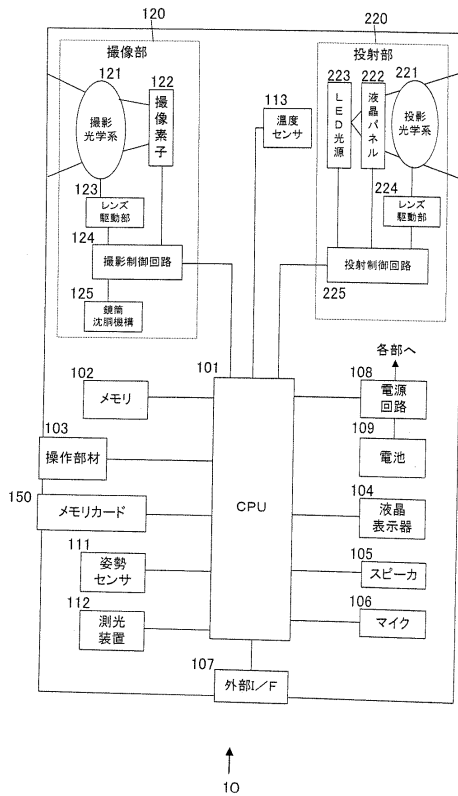 120
撮像部
121
122
撮影
光学系
撮像素子
123
レンズ
駆動部
124
撮影制御回路
125
鏡筒
沈胴機構
113
温度
センサ
220
投射部
223
222
221
LED光源
液晶パネル
投影
光学系
224
レンズ
駆動部
投射制御回路
225
101
CPU
102
メモリ
103
操作部材
150
メモリカード
111
姿勢
センサ
112
測光
装置
107
外部I/F
各部へ
108
電源
回路
109
電池
104
液晶
表示器
105
スピーカ
106
マイク
10